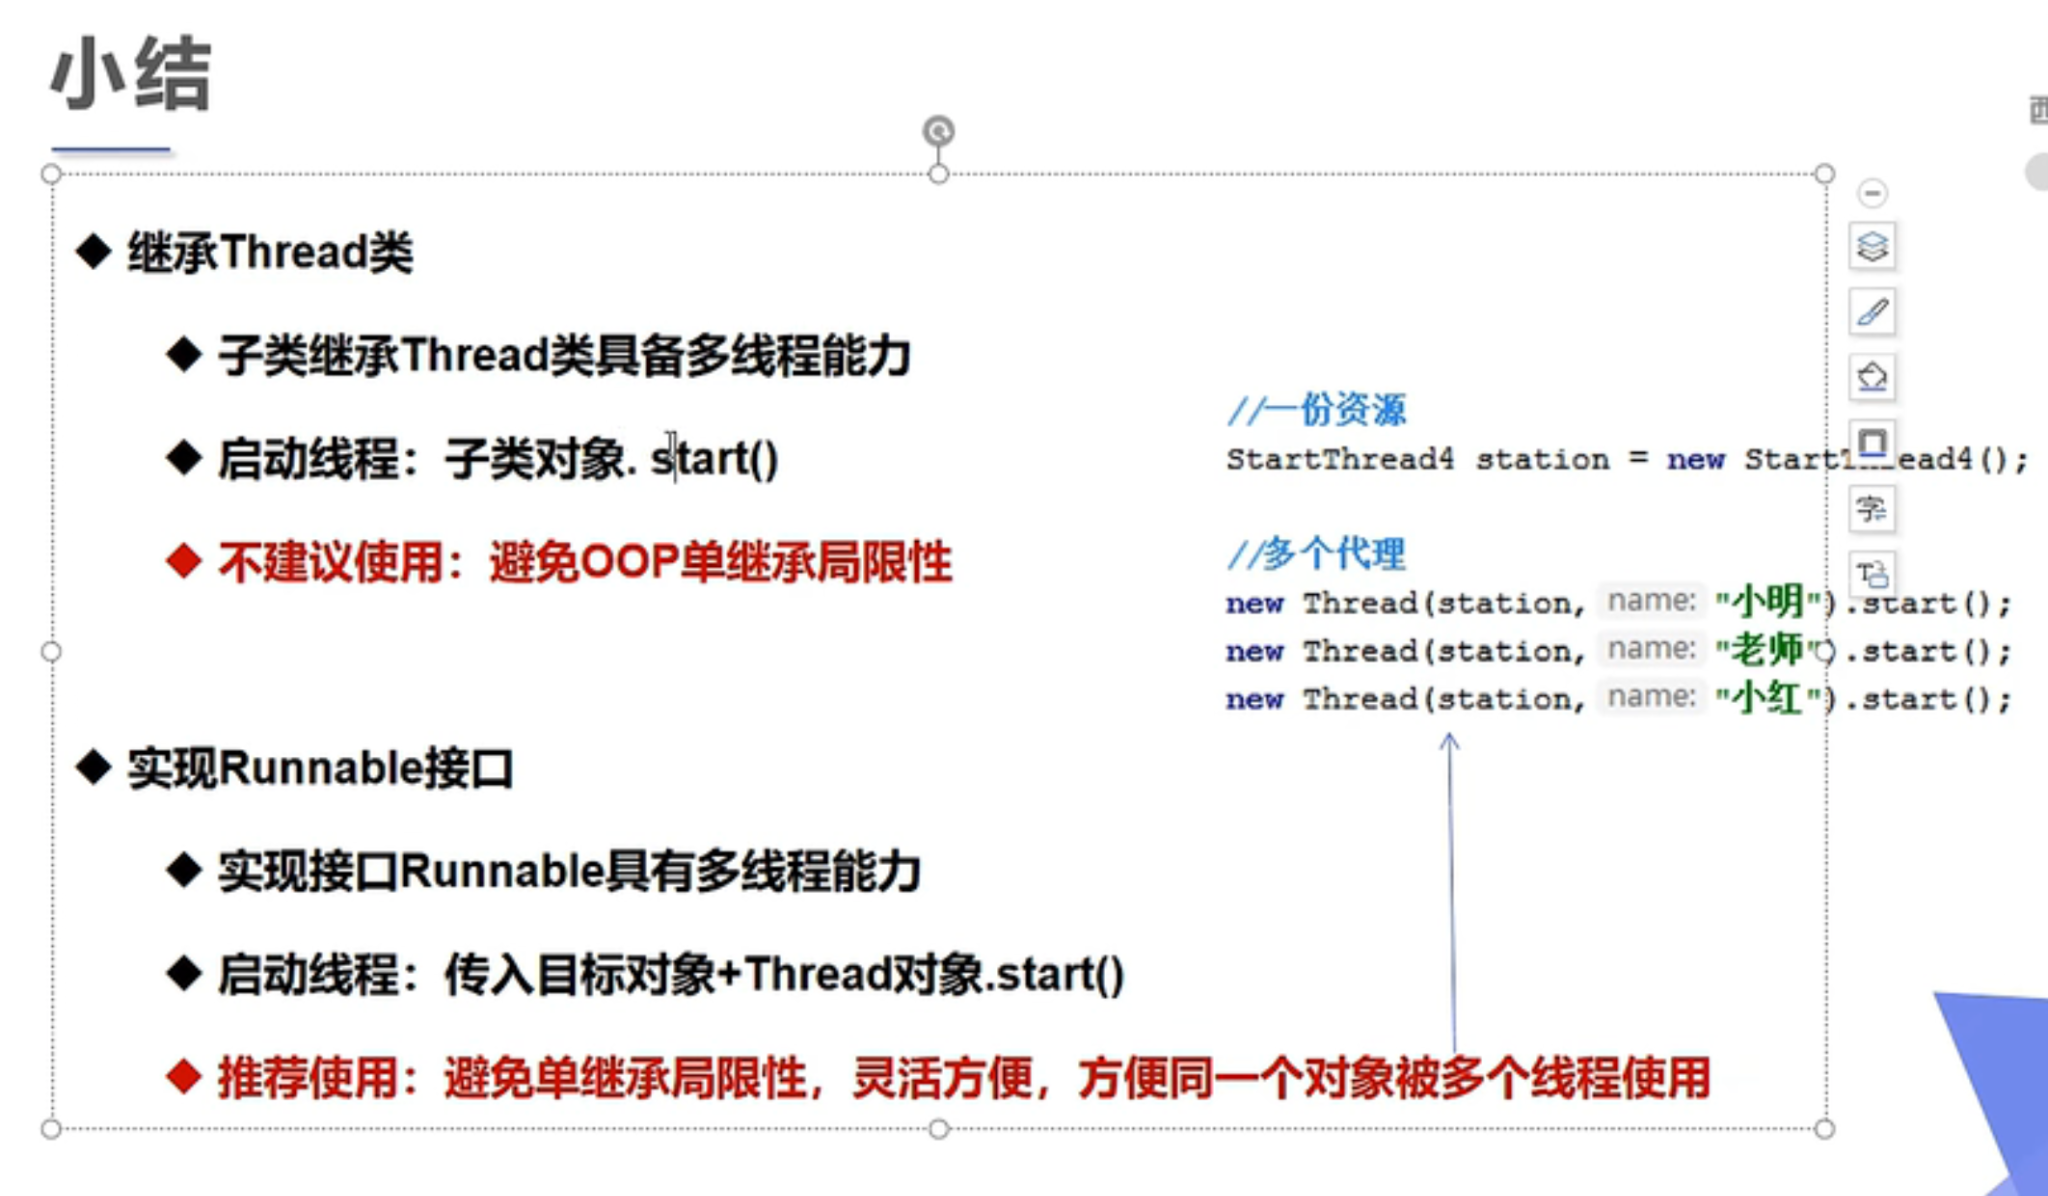 小结
◆ 继承Thread类
◆ 子类继承Thread类具备多线程能力
◆ 启动线程：子类对象. start()
◆ 不建议使用：避免OOP单继承局限性
◆ 实现Runnable接口
◆ 实现接口Runnable具有多线程能力
◆ 启动线程：传入目标对象+Thread对象.start()
◆ 推荐使用：避免单继承局限性，灵活方便，方便同一个对象被多个线程使用
//一份资源
StartThread4 station = new StartThread4();
//多个代理
new Thread(station, name: "小明").start();
new Thread(station, name: "老师").start();
new Thread(station, name: "小红").start();
字
T